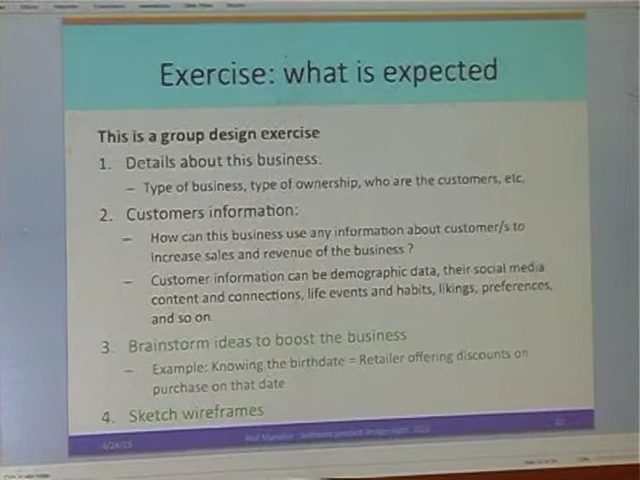 Exercise: what is expected
This is a group design exercise
1. Details about this business:
– Type of business, type of ownership, who are the customers, etc.
2. Customers information:
– How can this business use any information about customer/s to
increase sales and revenue of the business ?
– Customer information can be demographic data, their social media
content and connections, life events and habits, likings, preferences,
and so on.
3. Brainstorm ideas to boost the business
– Example: Knowing the birthdate = Retailer offering discounts on
purchase on that date
4. Sketch wireframes